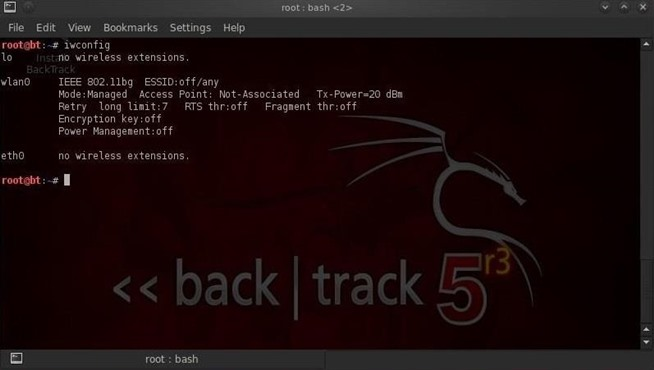 root : bash <2>
File Edit View Bookmarks Settings Help
root@bt:~# iwconfig
lo        no wireless extensions.
Insta
BackTrack
wlan0     IEEE 802.11bg  ESSID:off/any
          Mode:Managed  Access Point: Not-Associated   Tx-Power=20 dBm
          Retry  long limit:7   RTS thr:off   Fragment thr:off
          Encryption key:off
          Power Management:off
eth0      no wireless extensions.
root@bt:~#
<< back | track 5 r3
root : bash